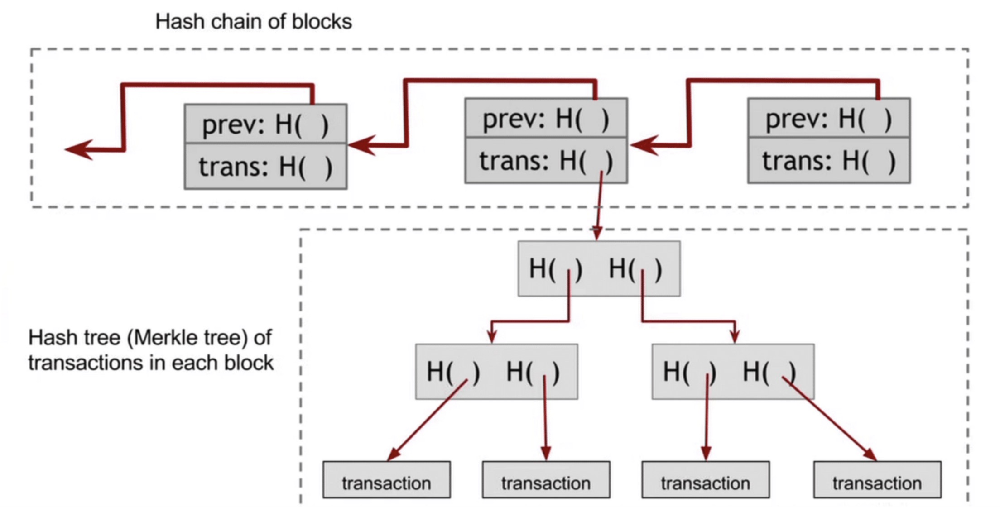 Hash chain of blocks
prev: H( )
trans: H( )
prev: H( )
trans: H( )
prev: H( )
trans: H( )
H( ) H( )
Hash tree (Merkle tree) of
transactions in each block
H( ) H( )
H( ) H( )
transaction
transaction
transaction
transaction